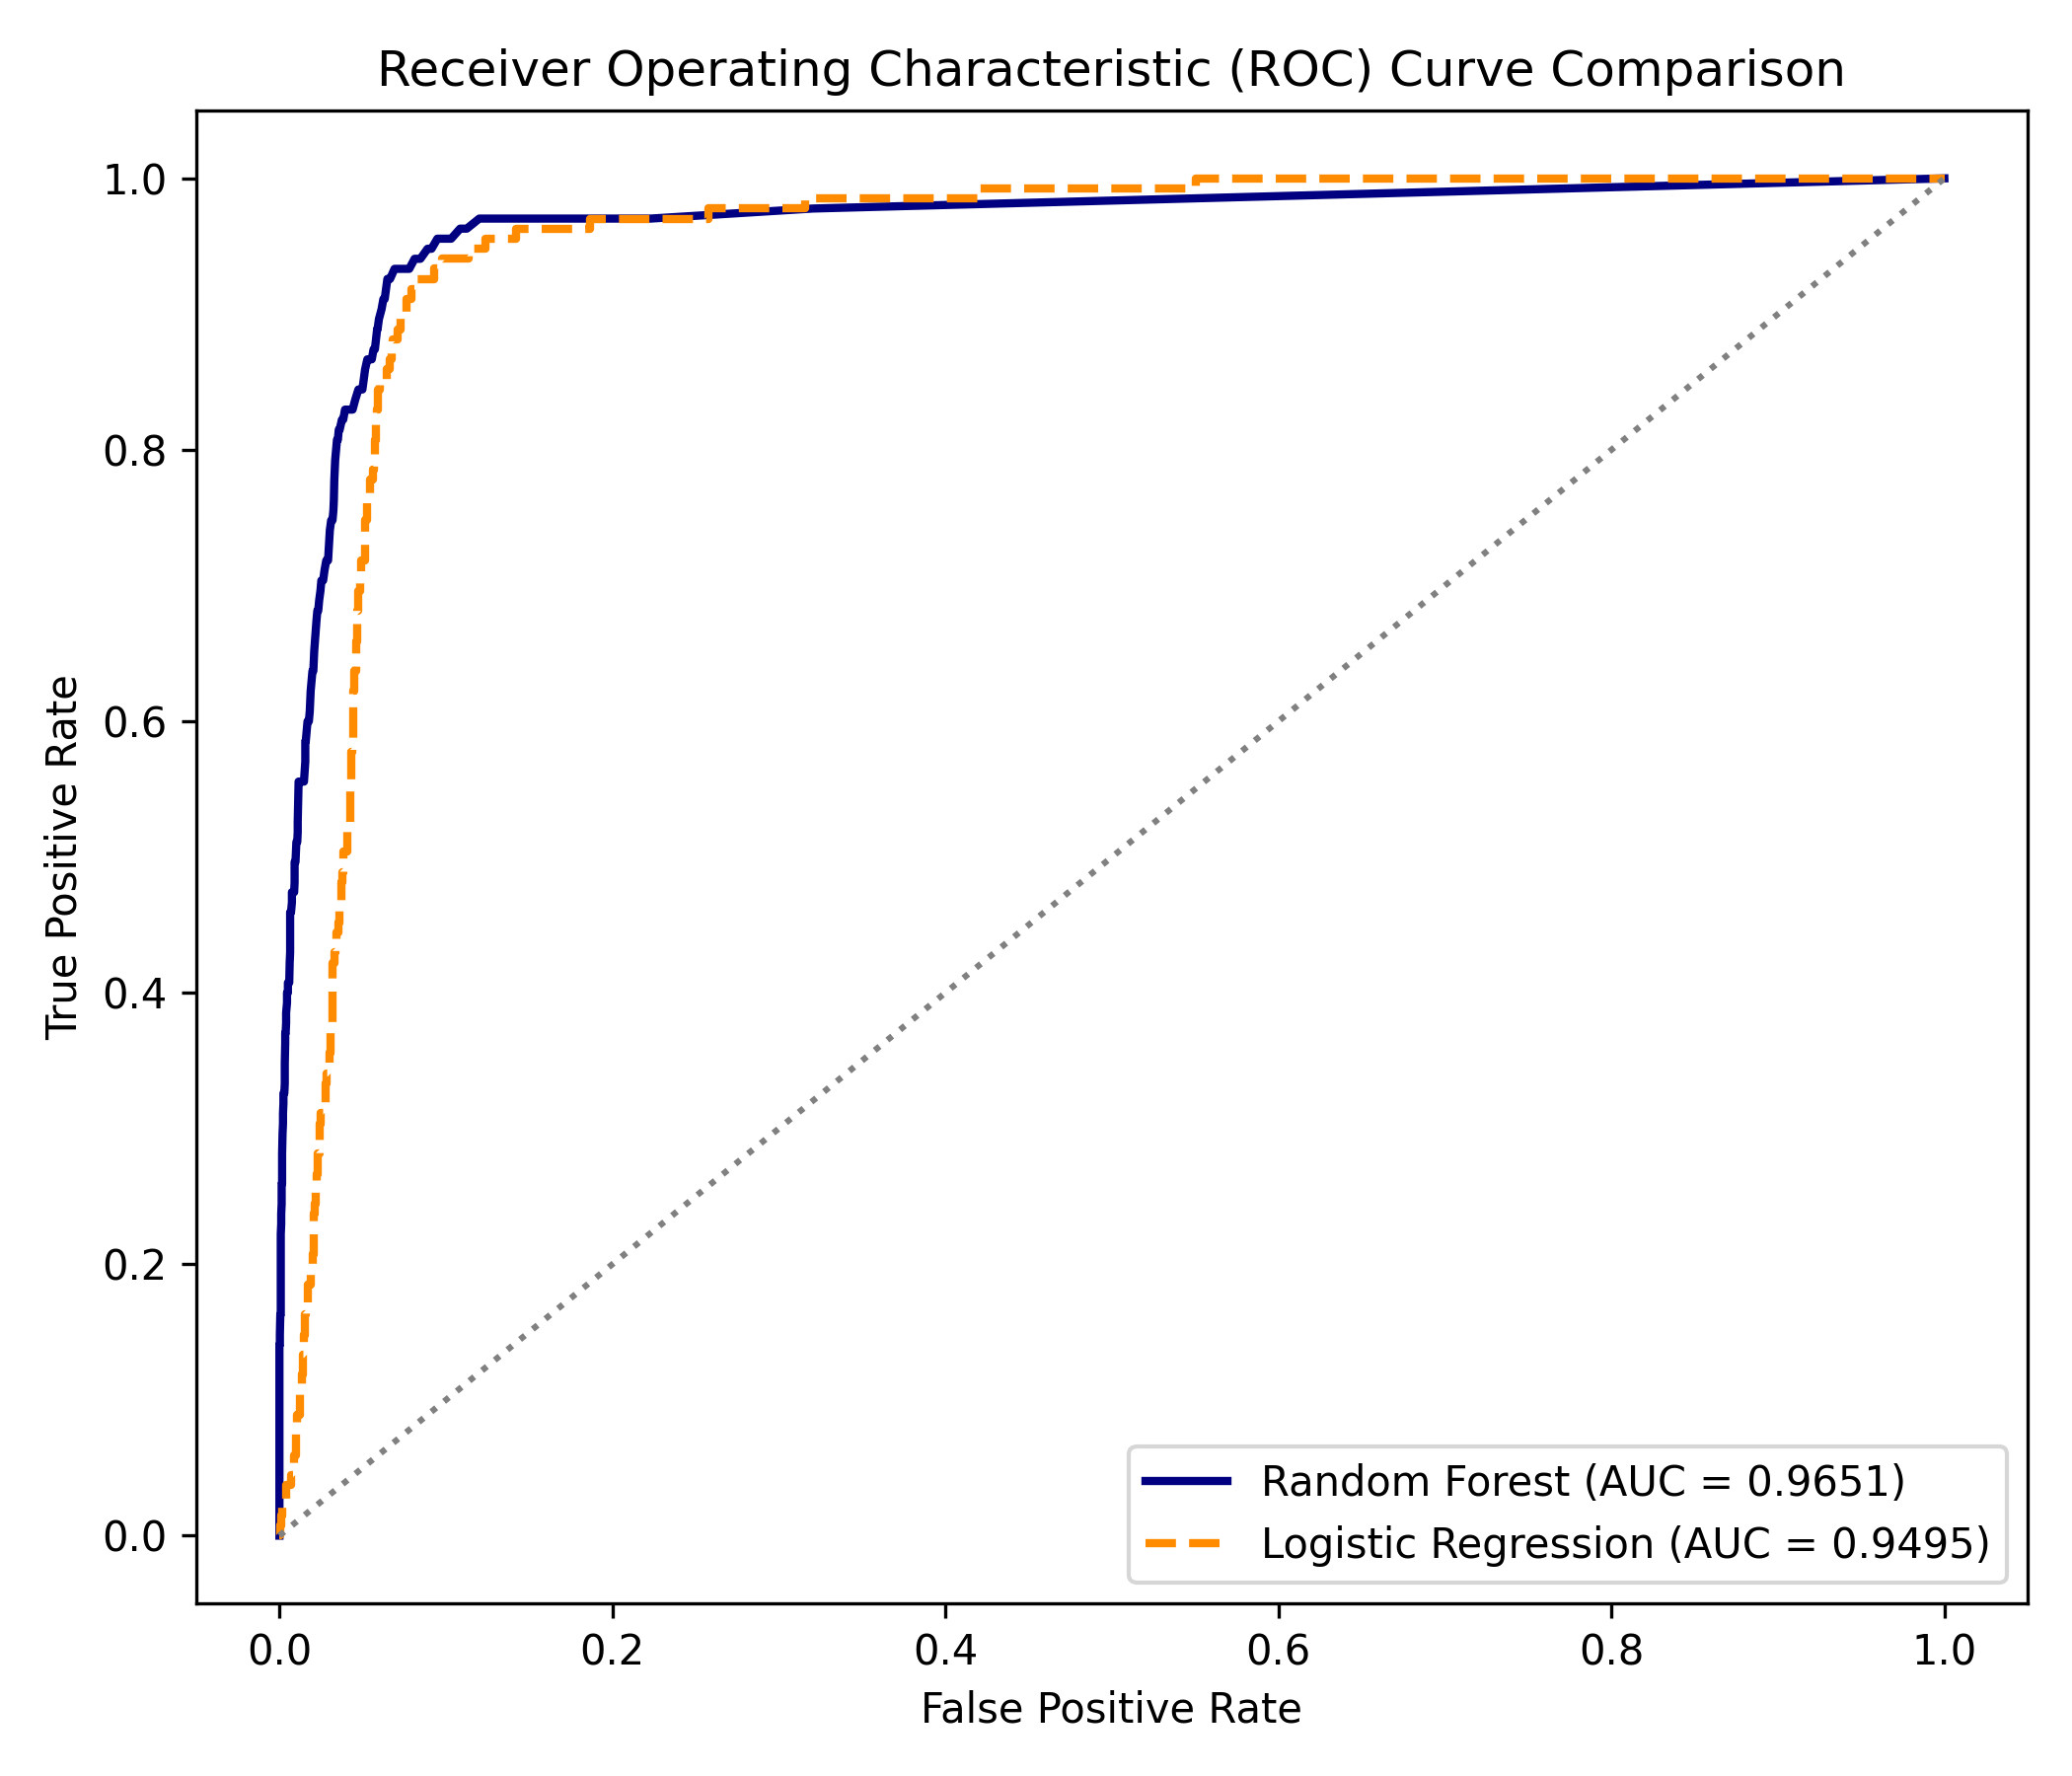 Receiver Operating Characteristic (ROC) Curve Comparison
1.0
0.8
0.6
0.4
0.2
0.0
True Positive Rate
Random Forest (AUC = 0.9651)
Logistic Regression (AUC = 0.9495)
0.0 0.2 0.4 0.6 0.8 1.0
False Positive Rate